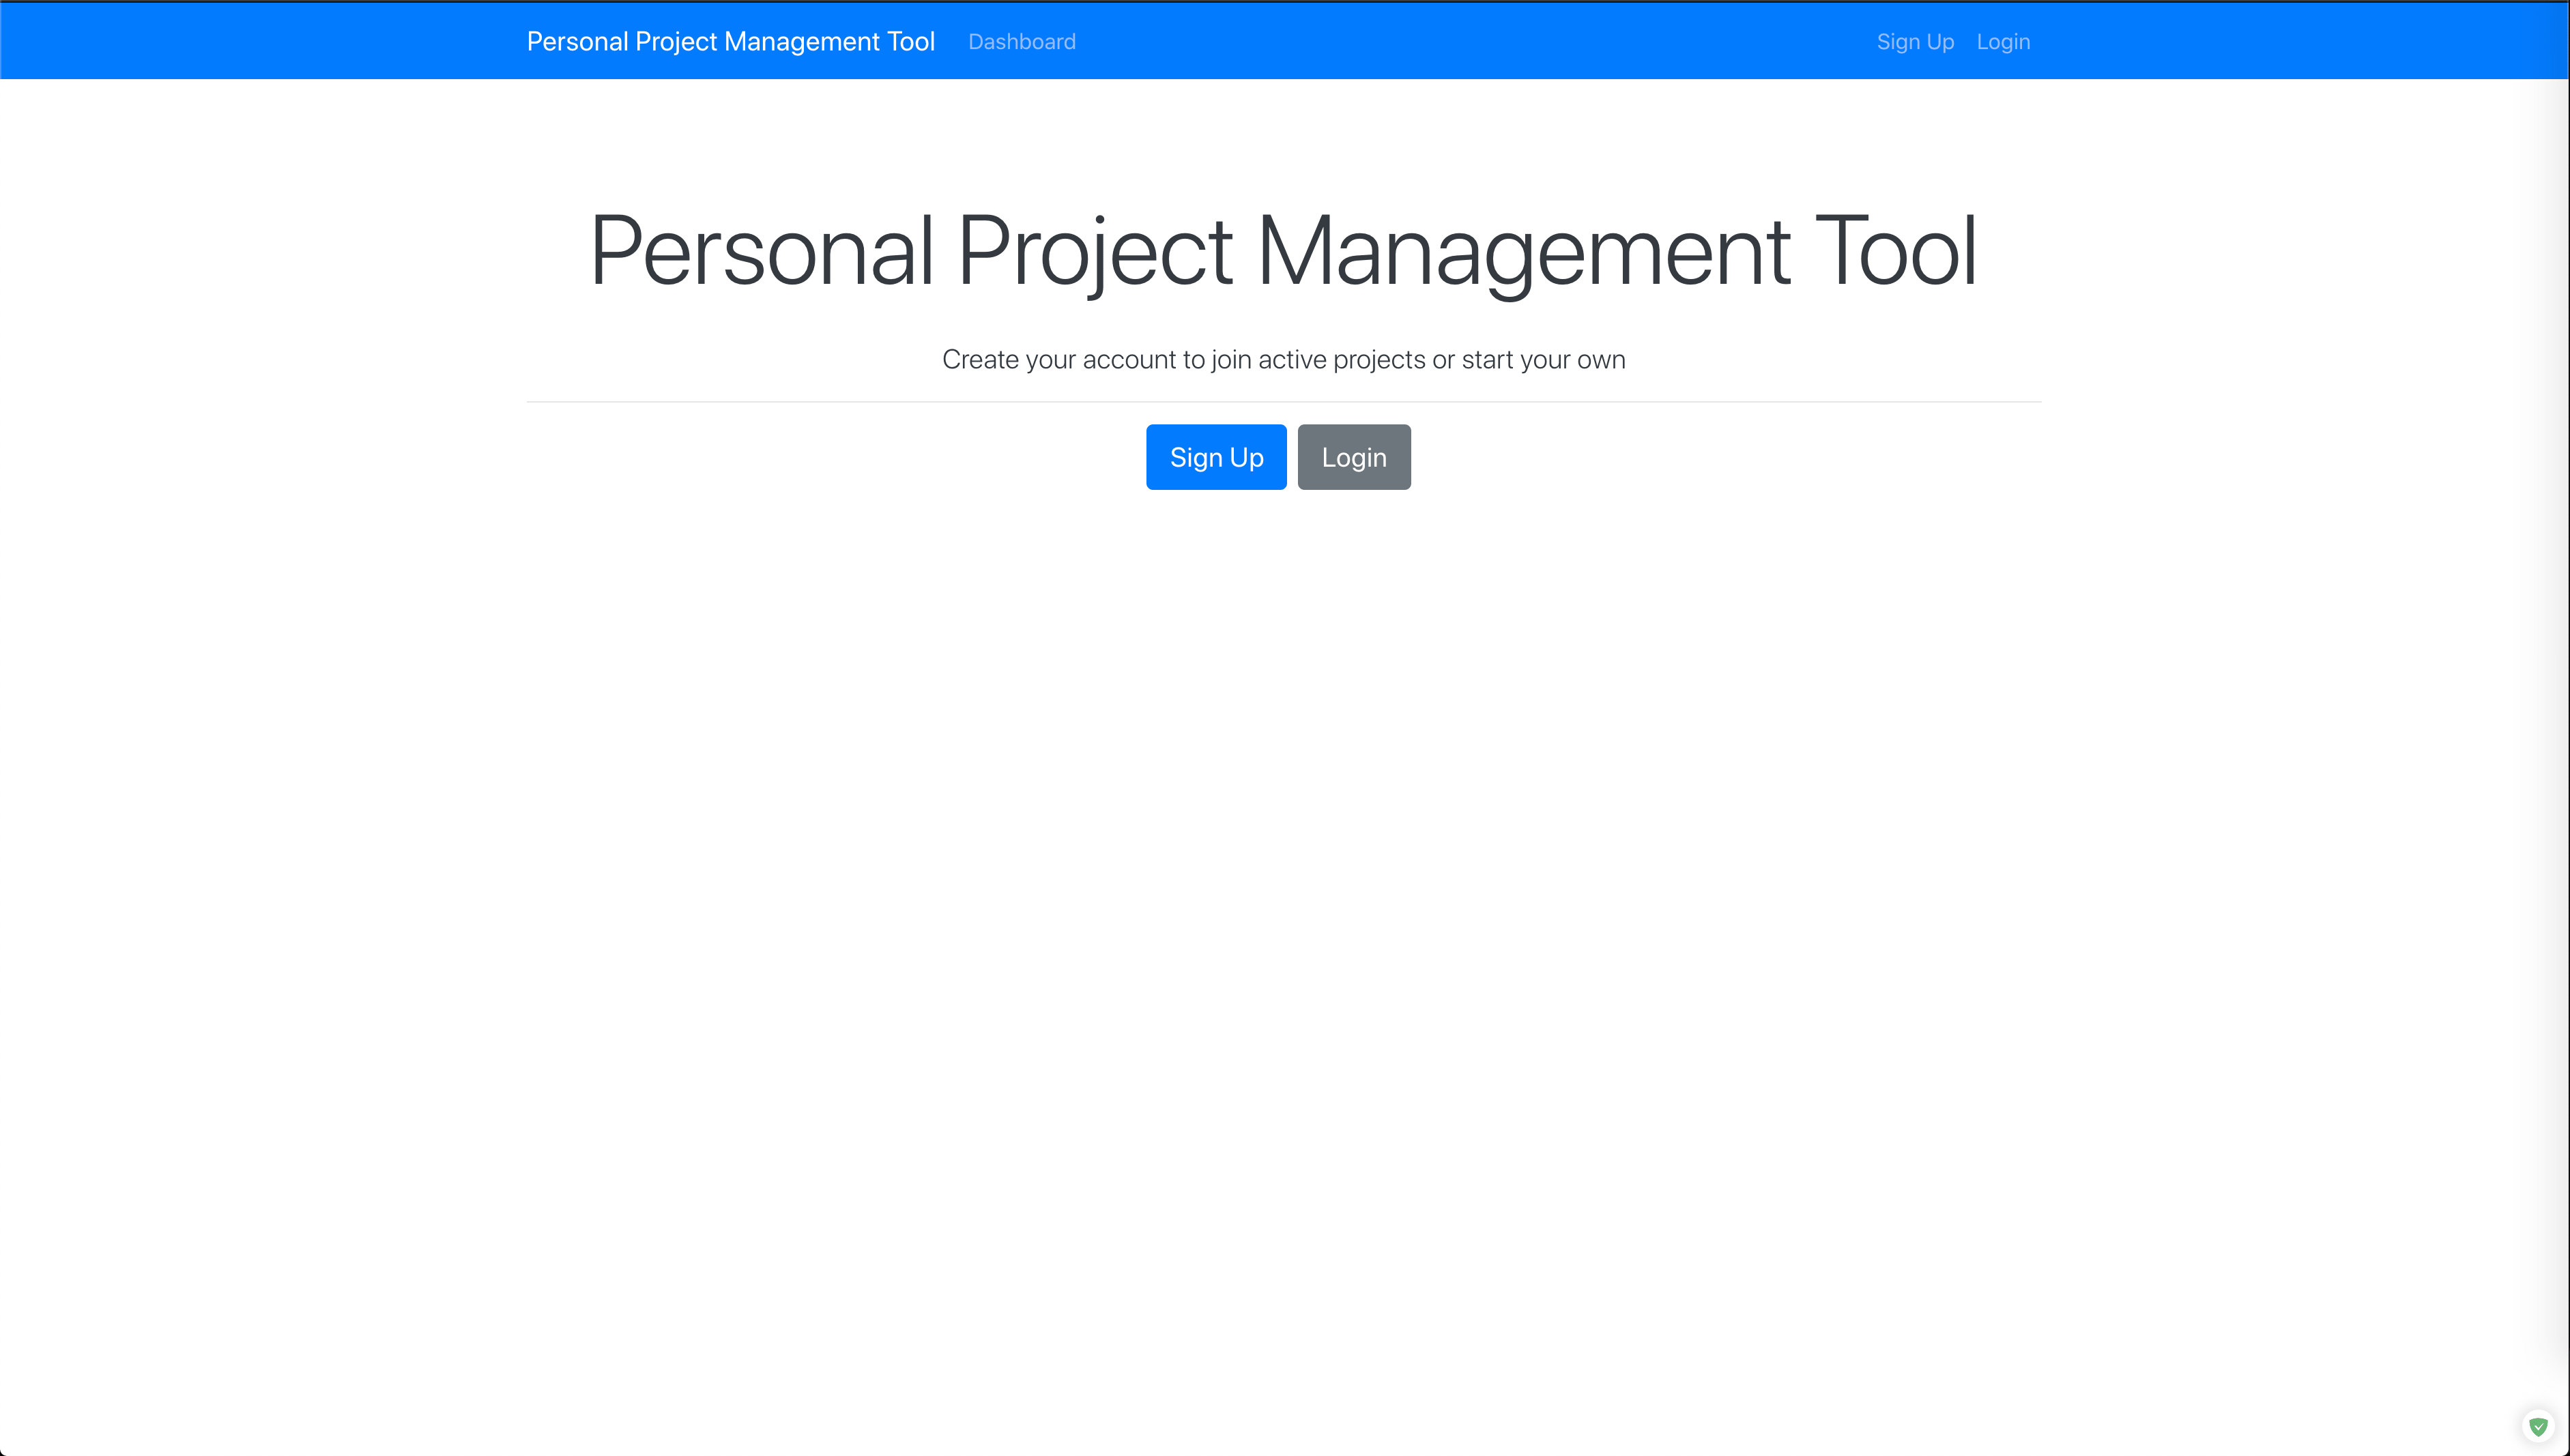 Personal Project Management Tool Dashboard Sign Up Login
Personal Project Management Tool
Create your account to join active projects or start your own
Sign Up Login